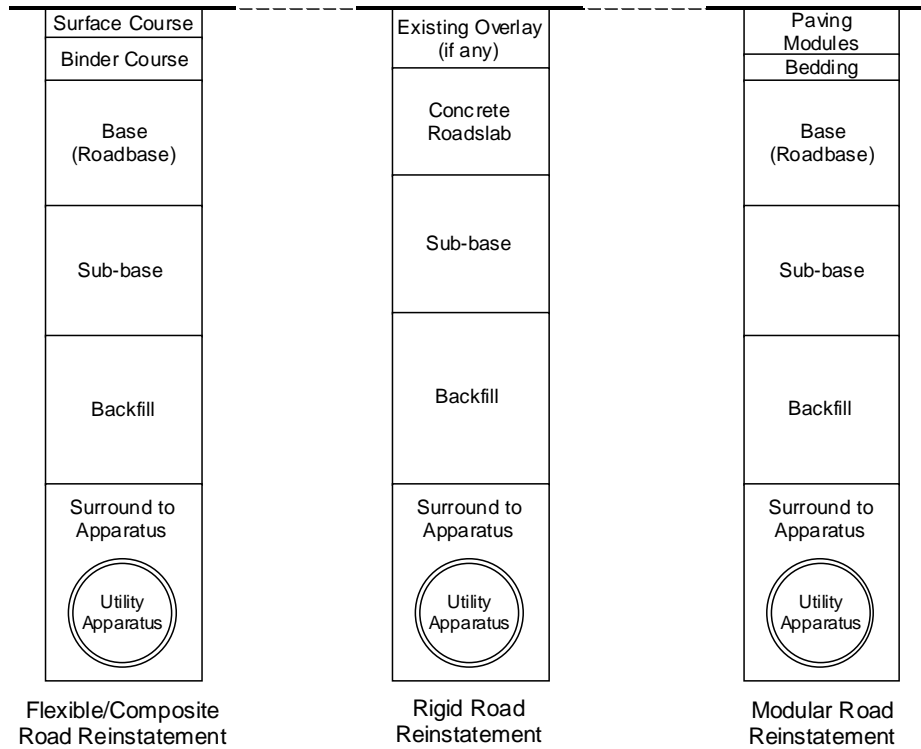 Surface Course
Binder Course
Base
(Roadbase)
Sub-base
Backfill
Surround to
Apparatus
Utility
Apparatus
Flexible/Composite
Road Reinstatement
Existing Overlay
(if any)
Concrete
Roadslab
Sub-base
Backfill
Surround to
Apparatus
Utility
Apparatus
Rigid Road
Reinstatement
Paving
Modules
Bedding
Base
(Roadbase)
Sub-base
Backfill
Surround to
Apparatus
Utility
Apparatus
Modular Road
Reinstatement